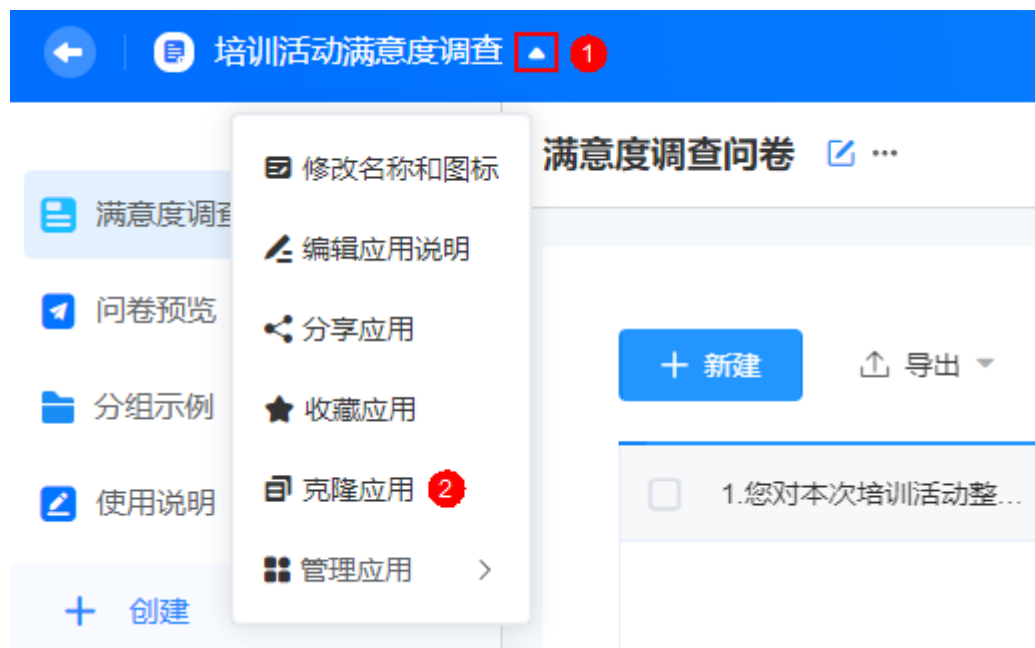 培训活动满意度调查 1
满意度调查
问卷预览
分组示例
使用说明
创建
修改名称和图标
编辑应用说明
分享应用
收藏应用
克隆应用 2
管理应用
满意度调查问卷
新建 导出
1.您对本次培训活动整...